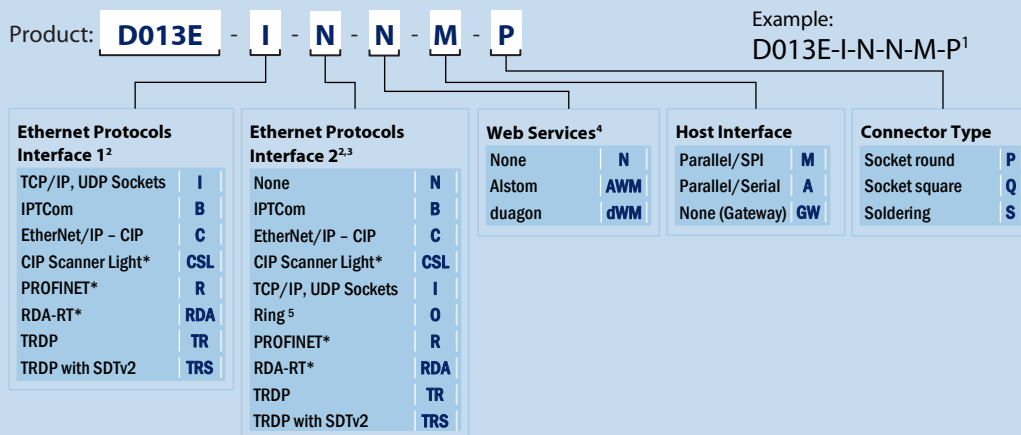 Product: D013E - I - N - N - M - P
Example:
D013E-I-N-N-M-P¹
Ethernet Protocols
Interface 1²
TCP/IP, UDP Sockets I
IPTCom B
EtherNet/IP – CIP C
CIP Scanner Light* CSL
PROFINET* R
RDA-RT* RDA
TRDP TR
TRDP with SDTv2 TRS
Ethernet Protocols
Interface 2²,³
None N
IPTCom B
EtherNet/IP – CIP C
CIP Scanner Light* CSL
TCP/IP, UDP Sockets I
Ring ⁵ O
PROFINET* R
RDA-RT* RDA
TRDP TR
TRDP with SDTv2 TRS
Web Services⁴
None N
Alstom AWM
duagon dWM
Host Interface
Parallel/SPI M
Parallel/Serial A
None (Gateway) GW
Connector Type
Socket round P
Socket square Q
Soldering S